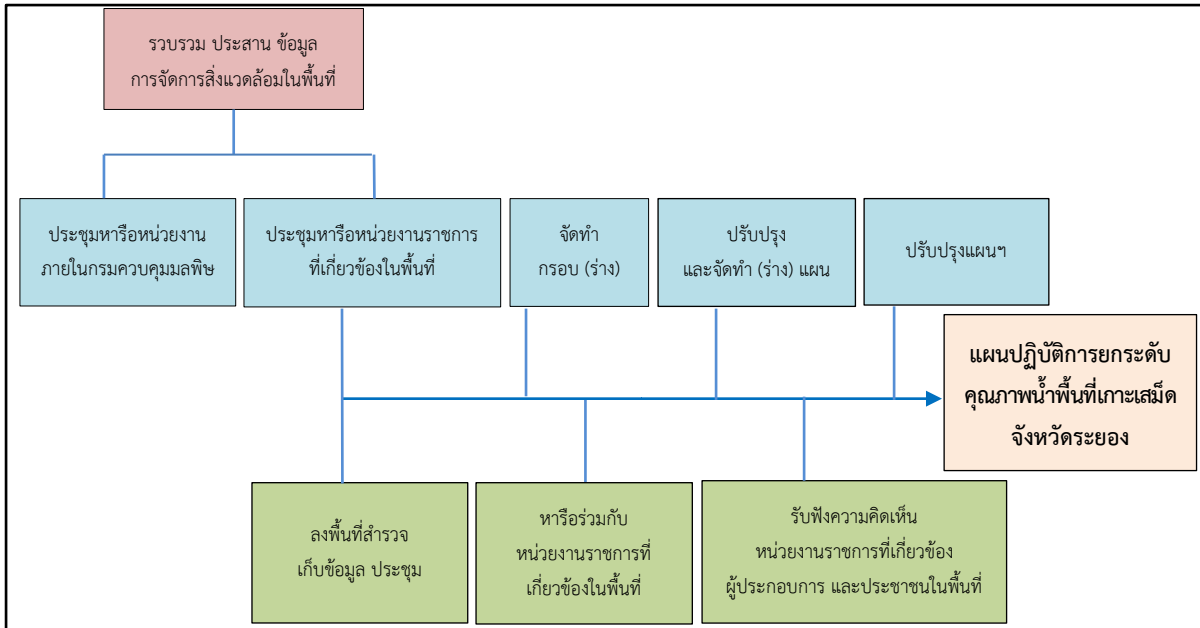 รวบรวม ประสาน ข้อมูล
การจัดการสิ่งแวดล้อมในพื้นที่
ประชุมหารือหน่วยงาน
ภายในกรมควบคุมมลพิษ
ประชุมหารือหน่วยงานราชการ
ที่เกี่ยวข้องในพื้นที่
จัดทำ
กรอบ (ร่าง)
ปรับปรุง
และจัดทำ (ร่าง) แผน
ปรับปรุงแผนฯ
แผนปฏิบัติการยกระดับ
คุณภาพน้ำพื้นที่เกาะเสม็ด
จังหวัดระยอง
ลงพื้นที่สำรวจ
เก็บข้อมูล ประชุม
หารือร่วมกับ
หน่วยงานราชการที่
เกี่ยวข้องในพื้นที่
รับฟังความคิดเห็น
หน่วยงานราชการที่เกี่ยวข้อง
ผู้ประกอบการ และประชาชนในพื้นที่